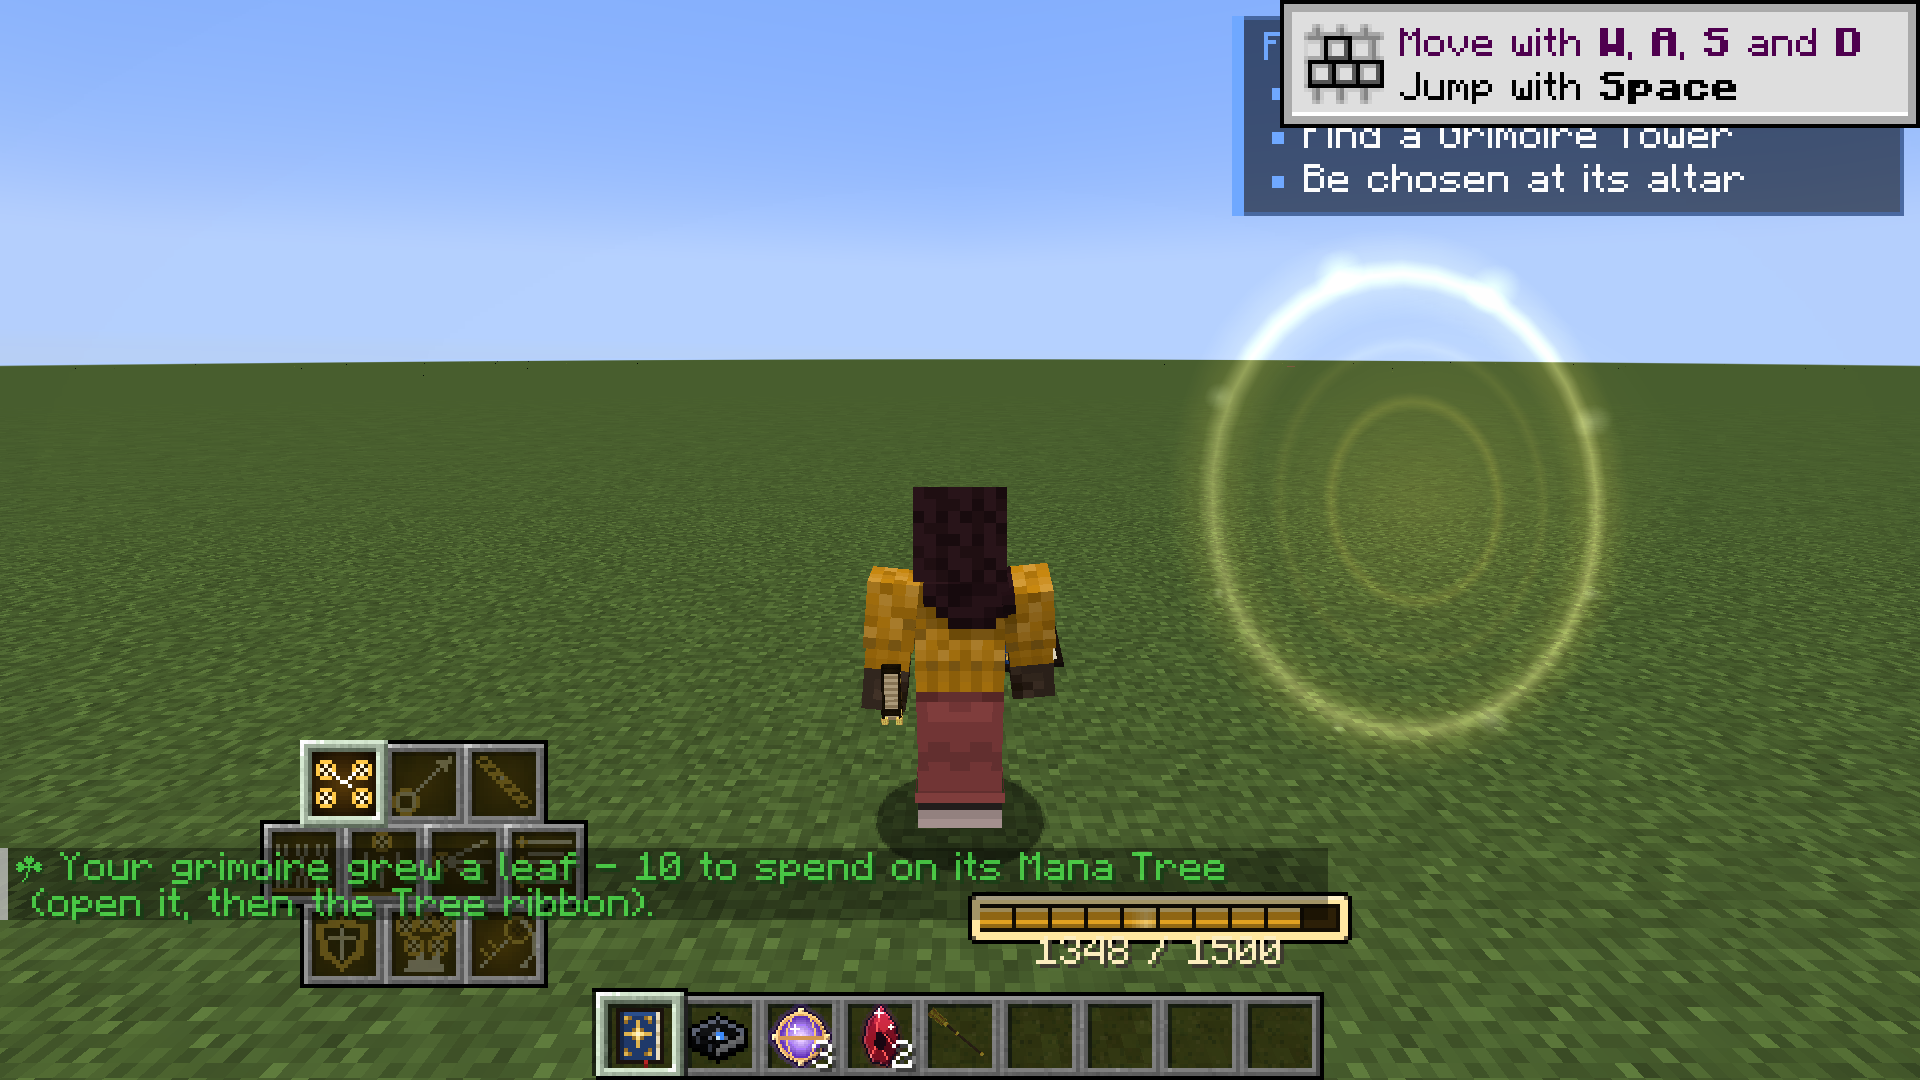 Move with W, A, S and D
Jump with Space
Find a Grimoire Tower
Be chosen at its altar
☘ Your grimoire grew a leaf – 10 to spend on its Mana Tree
(open it, then the Tree ribbon).
1348 / 1500
3
2